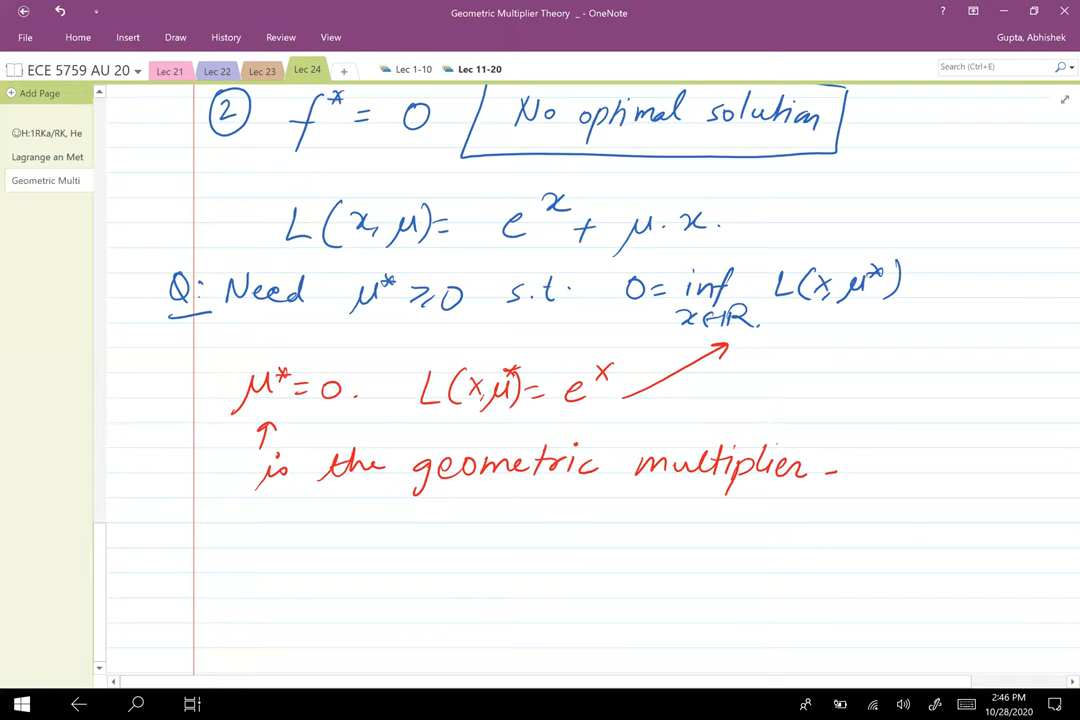 Geometric Multiplier Theory _ - OneNote
?
Gupta, Abhishek
File Home Insert Draw History Review View
ECE 5759 AU 20 Lec 21 Lec 22 Lec 23 Lec 24 + Lec 1-10 Lec 11-20
Search (Ctrl+E)
Add Page
H:1RKa/RK, He
Lagrange an Met
Geometric Multi
② f* = 0 No optimal solution
L(x, μ) = e^x + μ. x.
Q: Need μ* ≥ 0 s.t. 0 = inf L(x, μ*)
x∈ℝ.
μ* = 0. L(x, μ*) = e^x
↑
is the geometric multiplier -
2:46 PM
10/28/2020